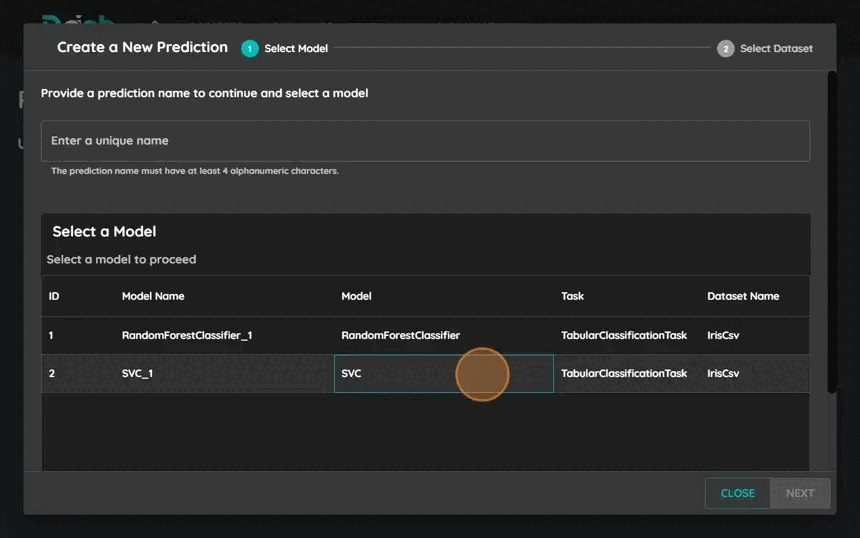 Create a New Prediction 1 Select Model 2 Select Dataset
Provide a prediction name to continue and select a model
Enter a unique name
The prediction name must have at least 4 alphanumeric characters.
Select a Model
Select a model to proceed
ID Model Name Model Task Dataset Name
1 RandomForestClassifier_1 RandomForestClassifier TabularClassificationTask IrisCsv
2 SVC_1 SVC TabularClassificationTask IrisCsv
CLOSE NEXT